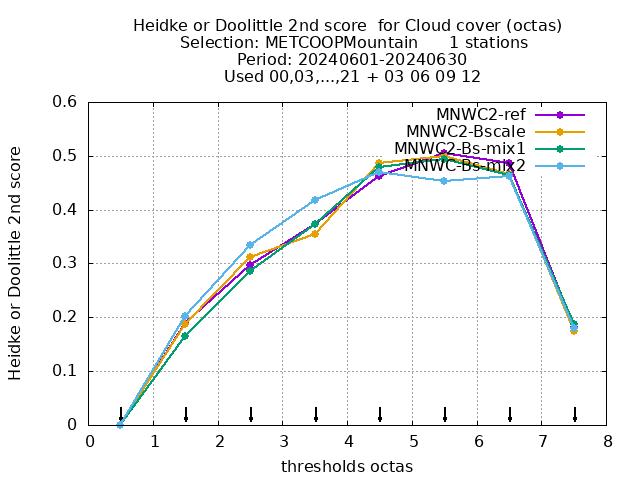 Heidke or Doolittle 2nd score  for Cloud cover (octas)
Selection: METCOOPMountain      1 stations
Period: 20240601-20240630
Used 00,03,...,21 + 03 06 09 12
Heidke or Doolittle 2nd score
0.6
0.5
0.4
0.3
0.2
0.1
0
MNWC2-ref
MNWC2-Bscale
MNWC2-Bs-mix1
MNWC-Bs-mix2
0 1 2 3 4 5 6 7 8
thresholds octas